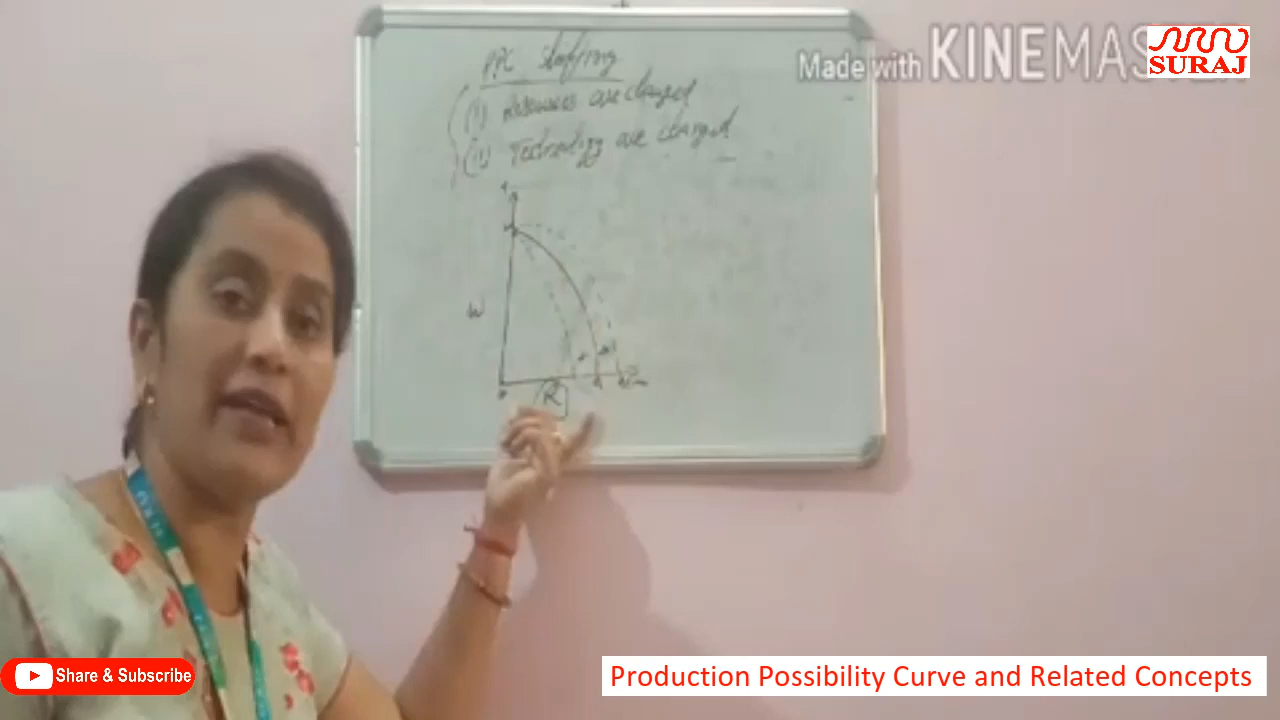 Made with KINEMASTER
SURAJ
PPC Shifting
(i) Resources are changed
(ii) Technology are changed
W
R
Share & Subscribe
Production Possibility Curve and Related Concepts